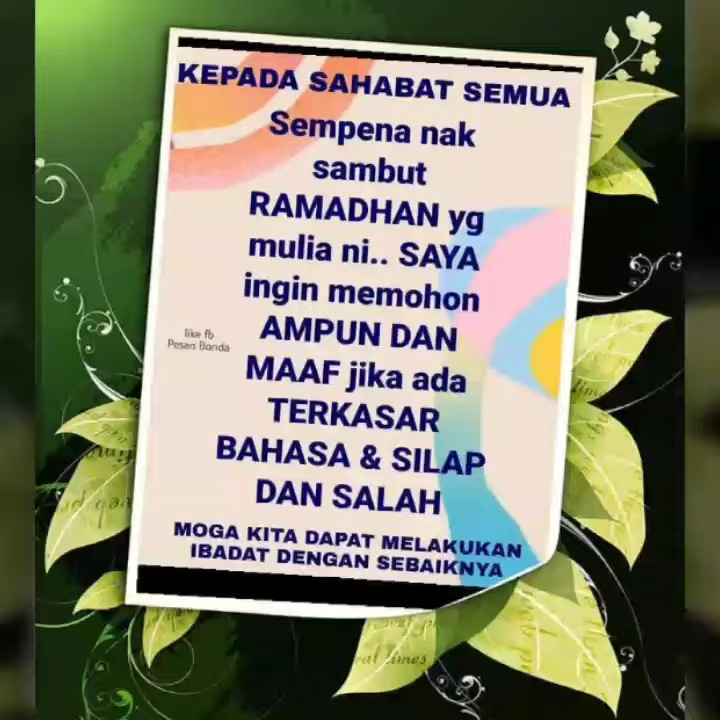 KEPADA SAHABAT SEMUA
Sempena nak
sambut
RAMADHAN yg
mulia ni.. SAYA
ingin memohon
AMPUN DAN
MAAF jika ada
TERKASAR
BAHASA & SILAP
DAN SALAH
MOGA KITA DAPAT MELAKUKAN
IBADAT DENGAN SEBAIKNYA
like fb
Pesan Bonda